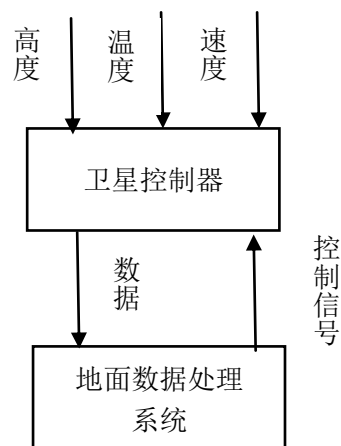 高度
温度
速度
卫星控制器
数据
控制信号
地面数据处理
系统